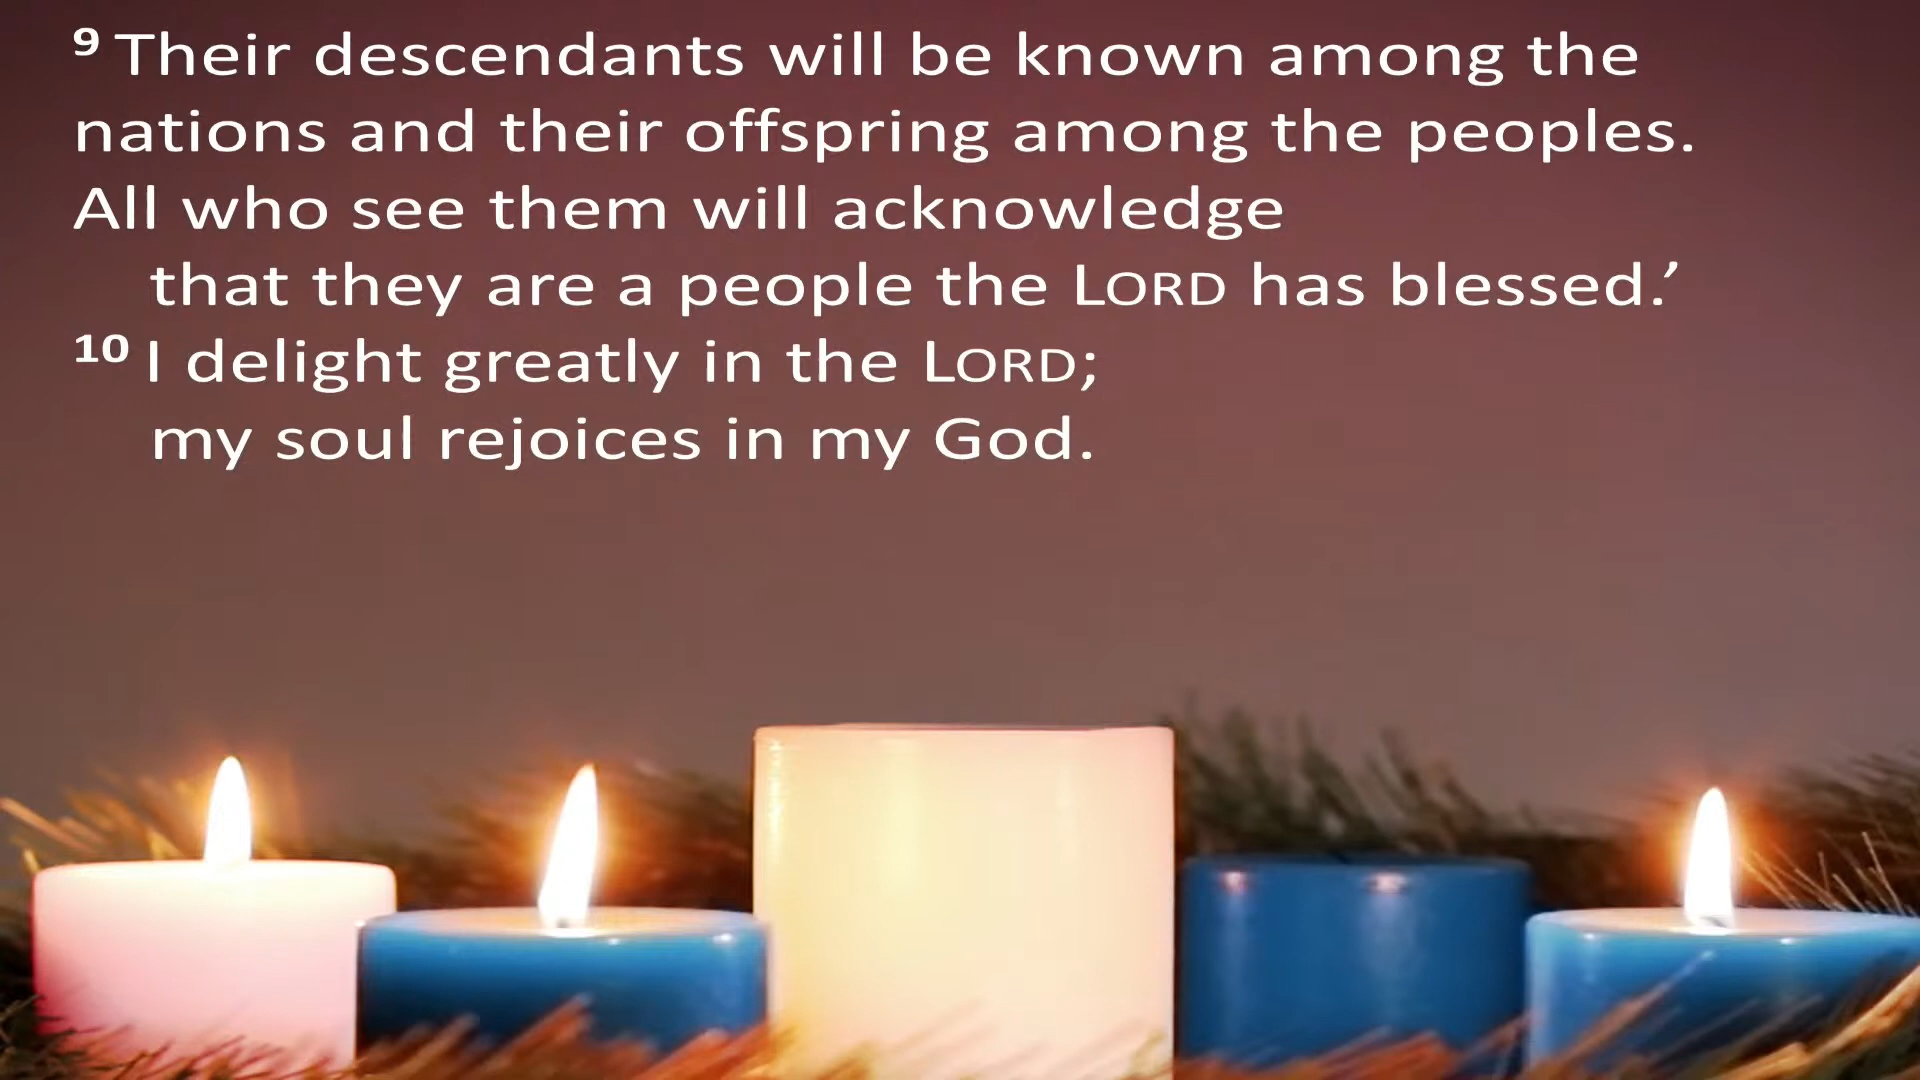 9 Their descendants will be known among the
nations and their offspring among the peoples.
All who see them will acknowledge
that they are a people the LORD has blessed.’
10 I delight greatly in the LORD;
my soul rejoices in my God.